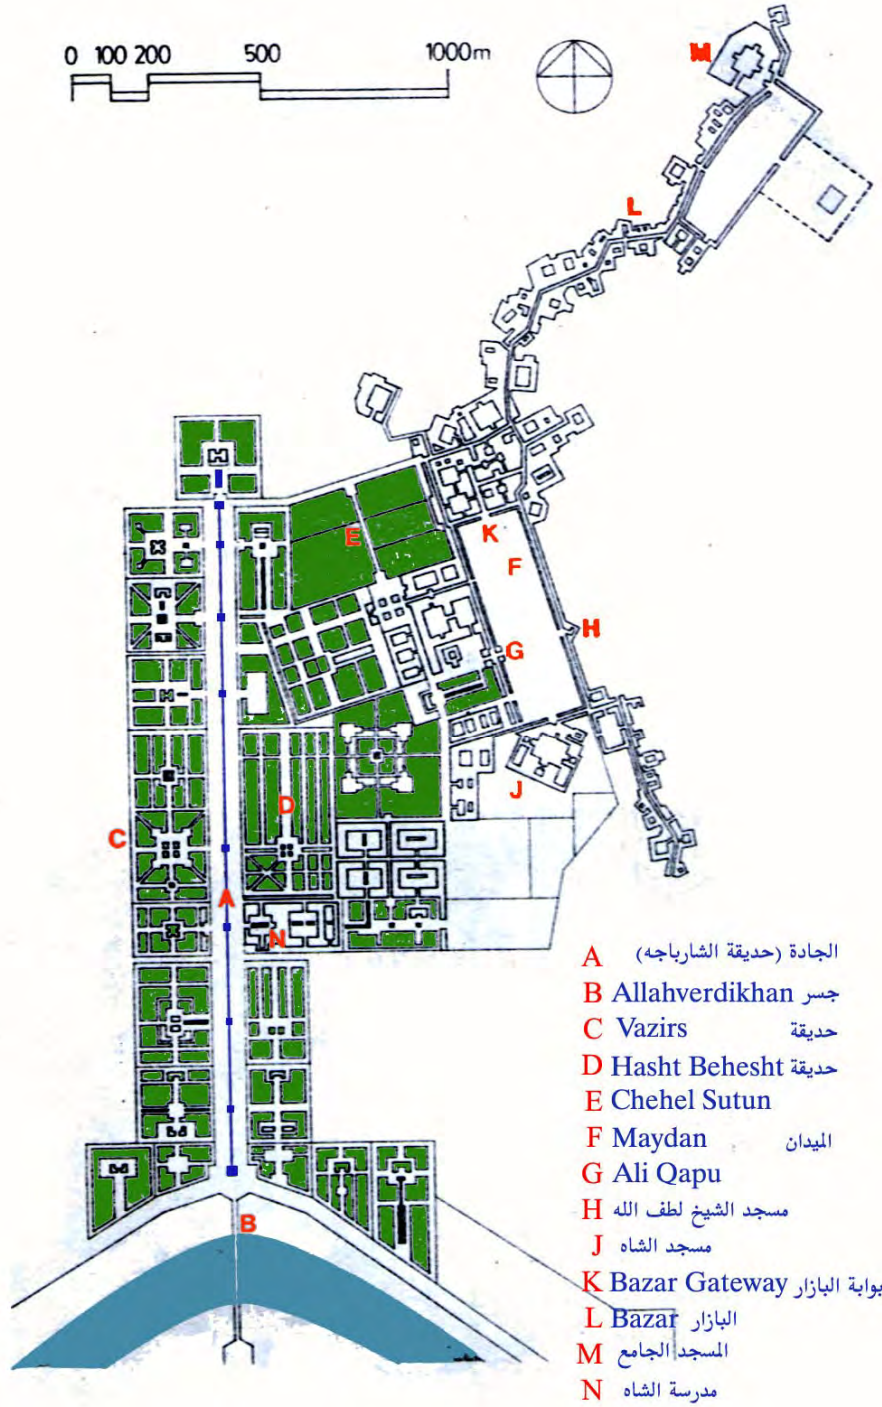 0 100 200 500 1000m
M
L
K
E
F
H
G
J
D
C
A
N
B
A الجادة (حديقة الشارباجه)
B Allahverdikhan جسر
C Vazirs حديقة
D Hasht Behesht حديقة
E Chehel Sutun
F Maydan الميدان
G Ali Qapu
H مسجد الشيخ لطف الله
J مسجد الشاه
K Bazar Gateway بوابة البازار
L Bazar البازار
M المسجد الجامع
N مدرسة الشاه